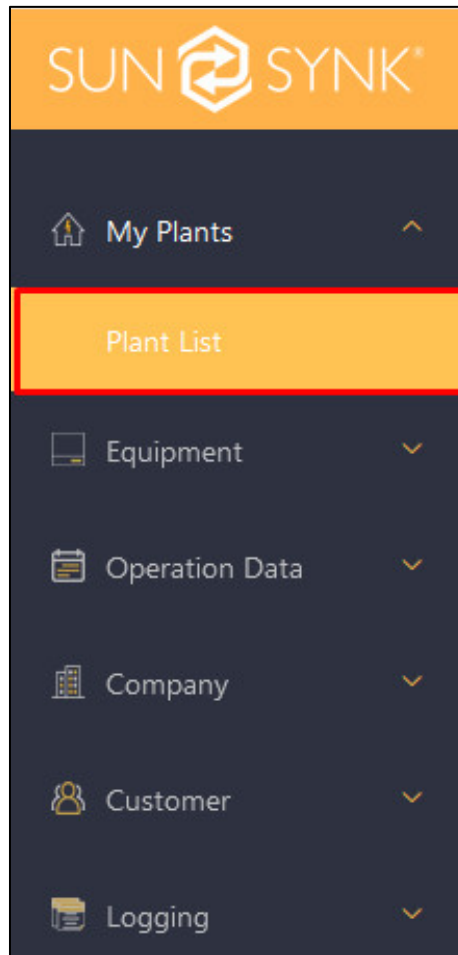 SUN SYNK®
My Plants
Plant List
Equipment
Operation Data
Company
Customer
Logging